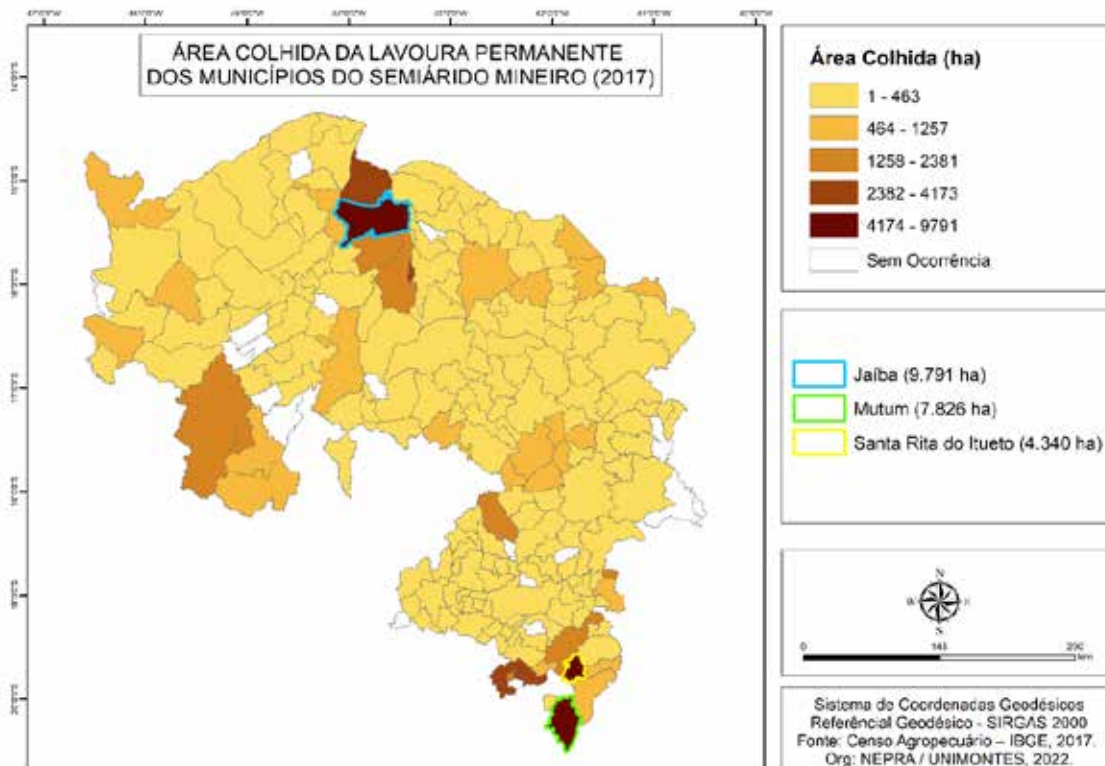 ÁREA COLHIDA DA LAVOURA PERMANENTE
DOS MUNICÍPIOS DO SEMIÁRIDO MINEIRO (2017)
Área Colhida (ha)
1 - 463
464 - 1257
1258 - 2381
2382 - 4173
4174 - 9791
Sem Ocorrência
Jaíba (9.791 ha)
Mutum (7.826 ha)
Santa Rita do Itueto (4.340 ha)
N
S
0
km
Sistema de Coordenadas Geodésicas
Referêncial Geodésico - SIRGAS 2000
Fonte: Censo Agropecuário – IBGE, 2017.
Org: NEPRA / UNIMONTES, 2022.